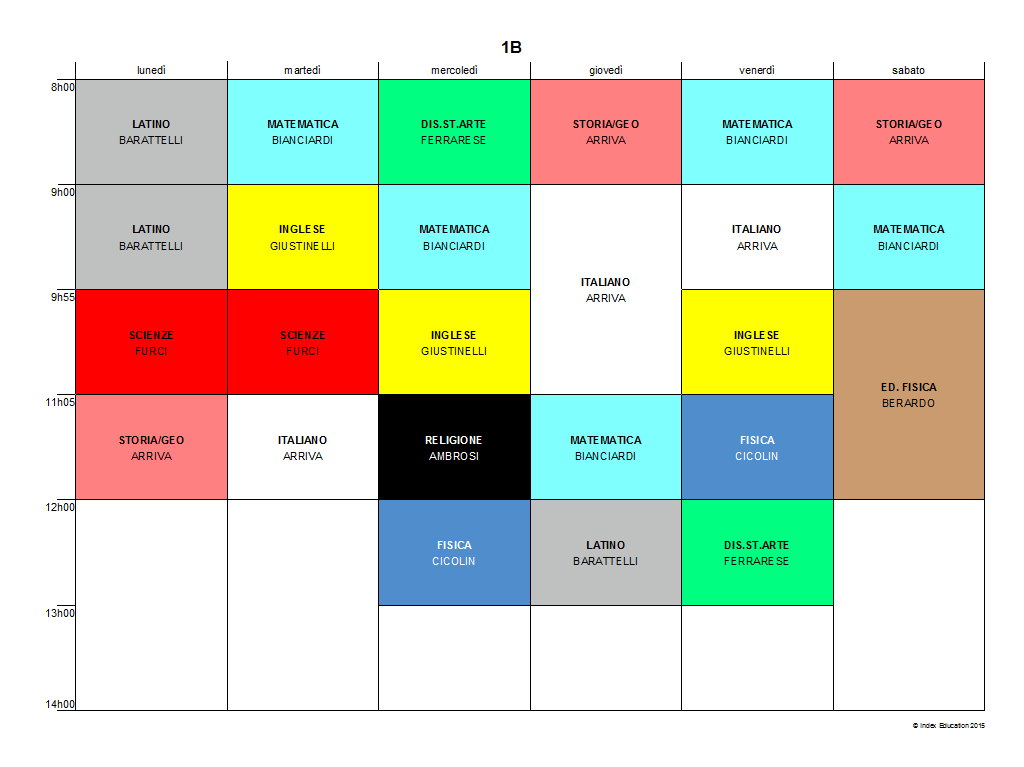 1B
lunedì martedì mercoledì giovedì venerdì sabato
8h00
LATINO MATEMATICA DIS.ST.ARTE STORIA/GEO MATEMATICA STORIA/GEO
BARATTELLI BIANCIARDI FERRARESE ARRIVA BIANCIARDI ARRIVA
9h00
LATINO INGLESE MATEMATICA ITALIANO MATEMATICA
BARATTELLI GIUSTINELLI BIANCIARDI ARRIVA BIANCIARDI
ITALIANO
ARRIVA
9h55
SCIENZE SCIENZE INGLESE INGLESE
FURCI FURCI GIUSTINELLI GIUSTINELLI
ED. FISICA
BERARDO
11h05
STORIA/GEO ITALIANO RELIGIONE MATEMATICA FISICA
ARRIVA ARRIVA AMBROSI BIANCIARDI CICOLIN
12h00
FISICA LATINO DIS.ST.ARTE
CICOLIN BARATTELLI FERRARESE
13h00
14h00
© Index Education 2015